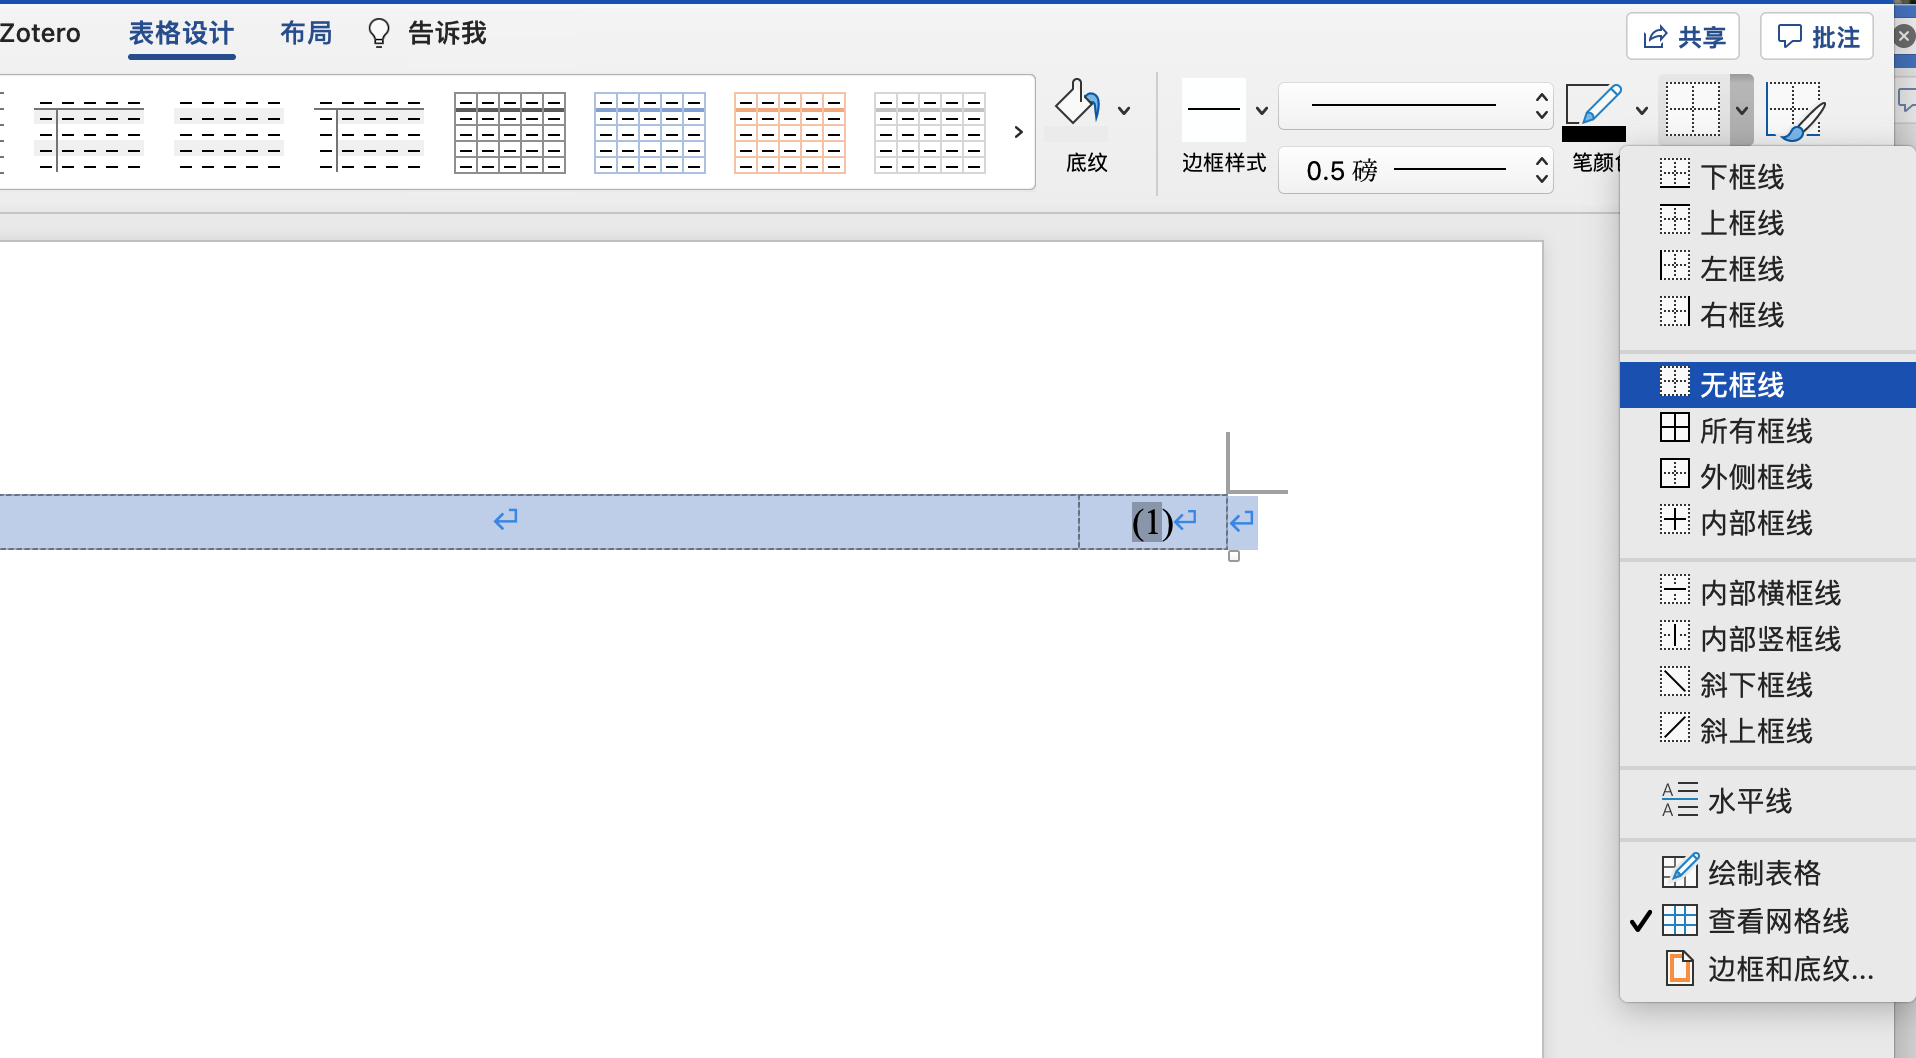 Zotero 表格设计 布局 告诉我 共享 批注
底纹 边框样式 0.5 磅 笔颜
下框线
上框线
左框线
右框线
无框线
所有框线
外侧框线
内部框线
(1)
内部横框线
内部竖框线
斜下框线
斜上框线
水平线
绘制表格
查看网格线
边框和底纹...